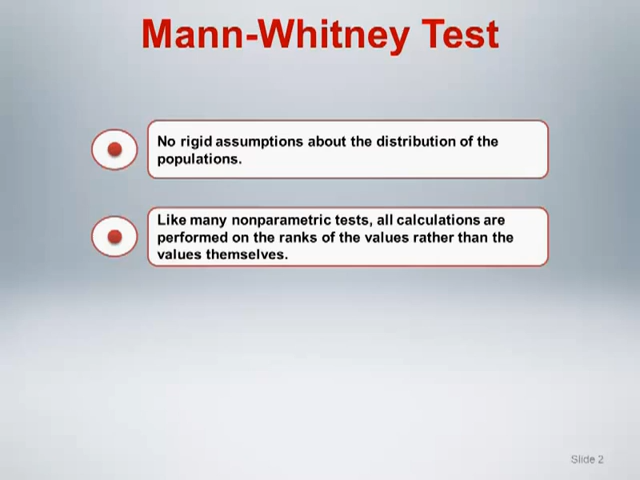 Mann-Whitney Test
No rigid assumptions about the distribution of the
populations.
Like many nonparametric tests, all calculations are
performed on the ranks of the values rather than the
values themselves.
Slide 2